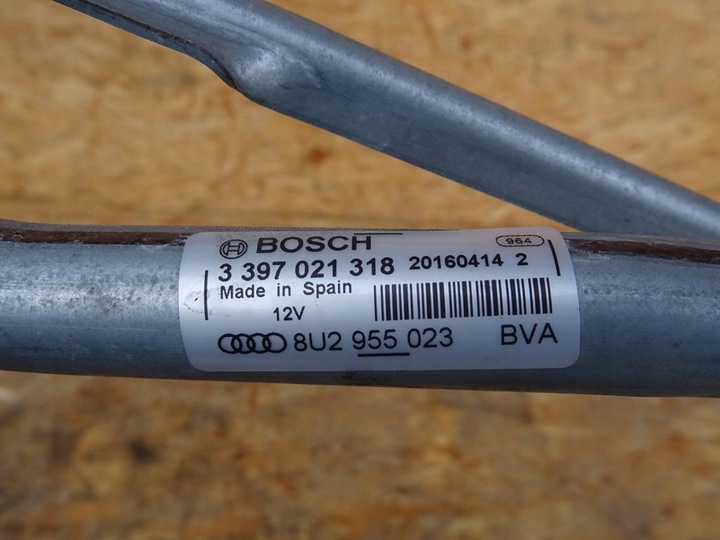 BOSCH 964
3 397 021 318 20160414 2
Made in Spain
12V
8U2 955 023 BVA